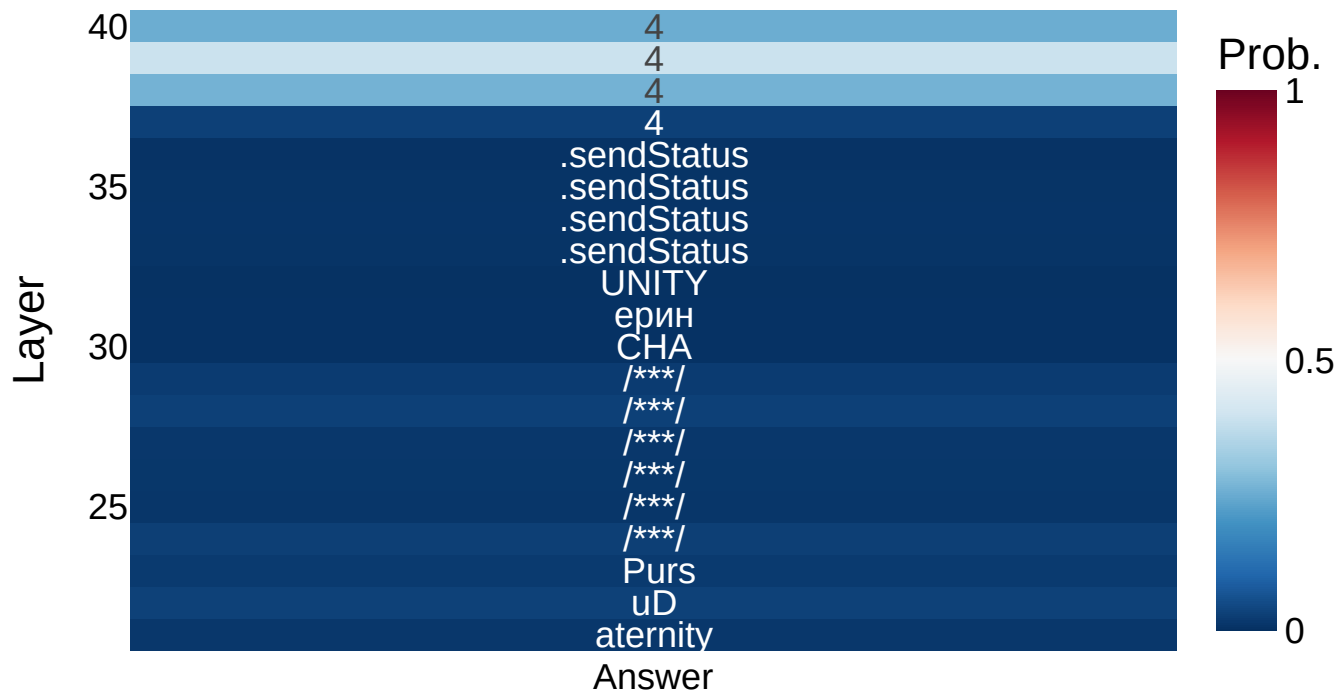 40
4
Prob.
4
1
4
4
.sendStatus
35
.sendStatus
.sendStatus
.sendStatus
UNITY
Layer
ерин
30
CHA
0.5
/***/
/***/
/***/
/***/
25
/***/
/***/
Purs
uD
0
aternity
Answer